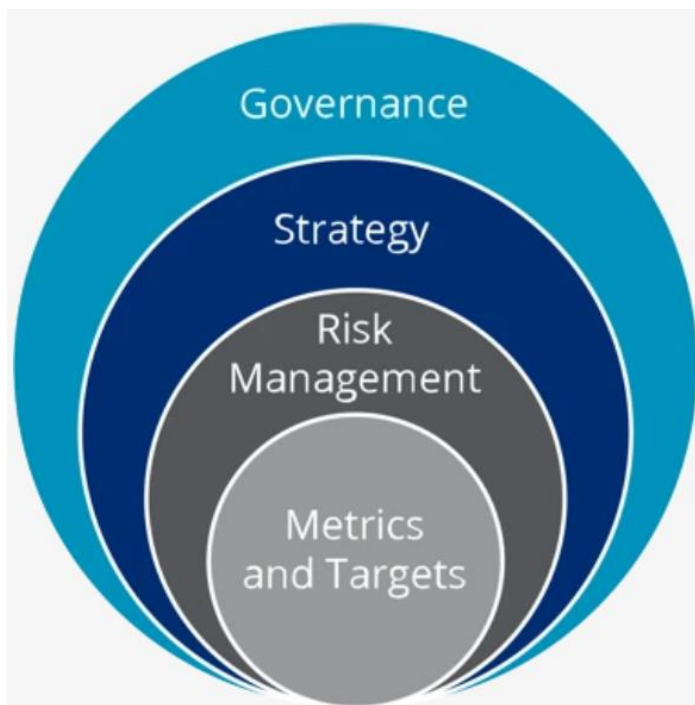 Governance
Strategy
Risk
Management
Metrics
and Targets